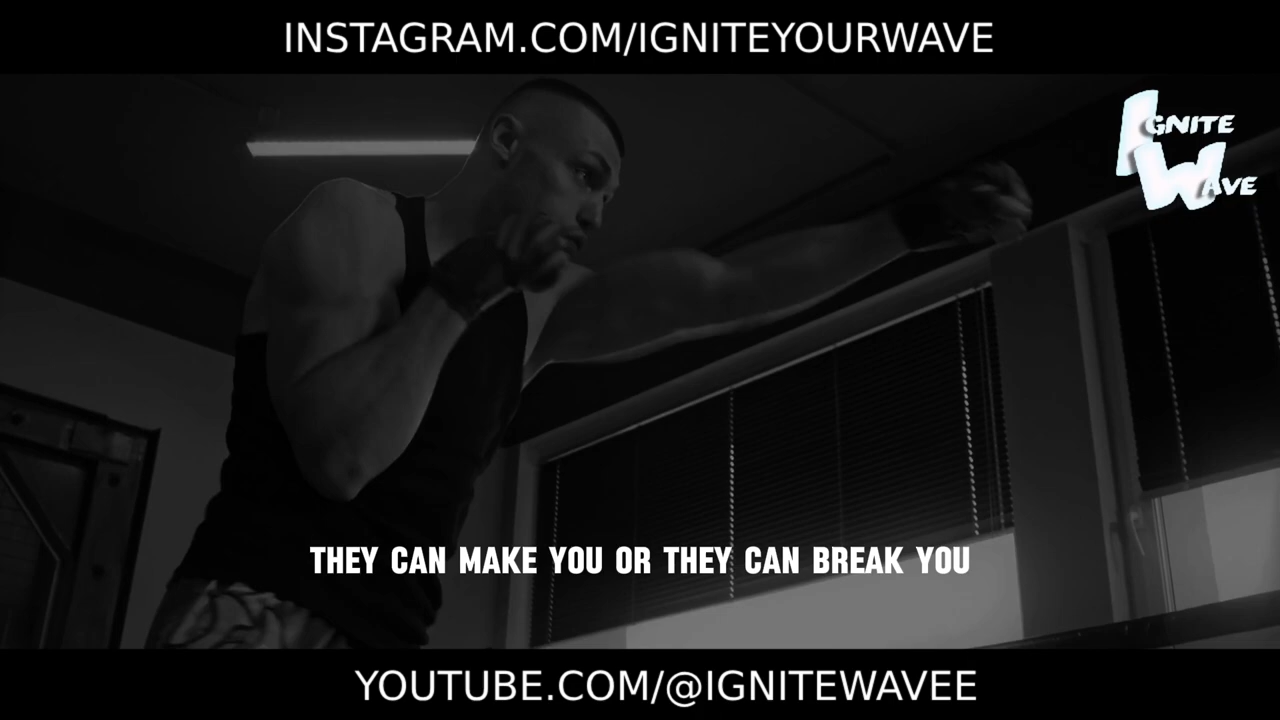 INSTAGRAM.COM/IGNITEYOURWAVE
IGNITE
WAVE
THEY CAN MAKE YOU OR THEY CAN BREAK YOU
YOUTUBE.COM/@IGNITEWAVEE